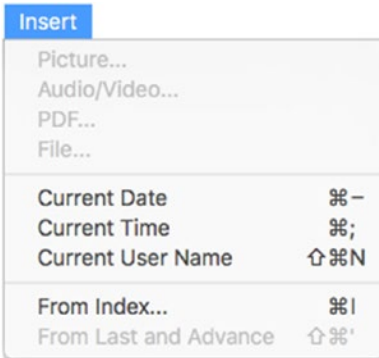 Insert
Picture...
Audio/Video...
PDF...
File...
Current Date ⌘–
Current Time ⌘;
Current User Name ⇧⌘N
From Index... ⌘I
From Last and Advance ⇧⌘'